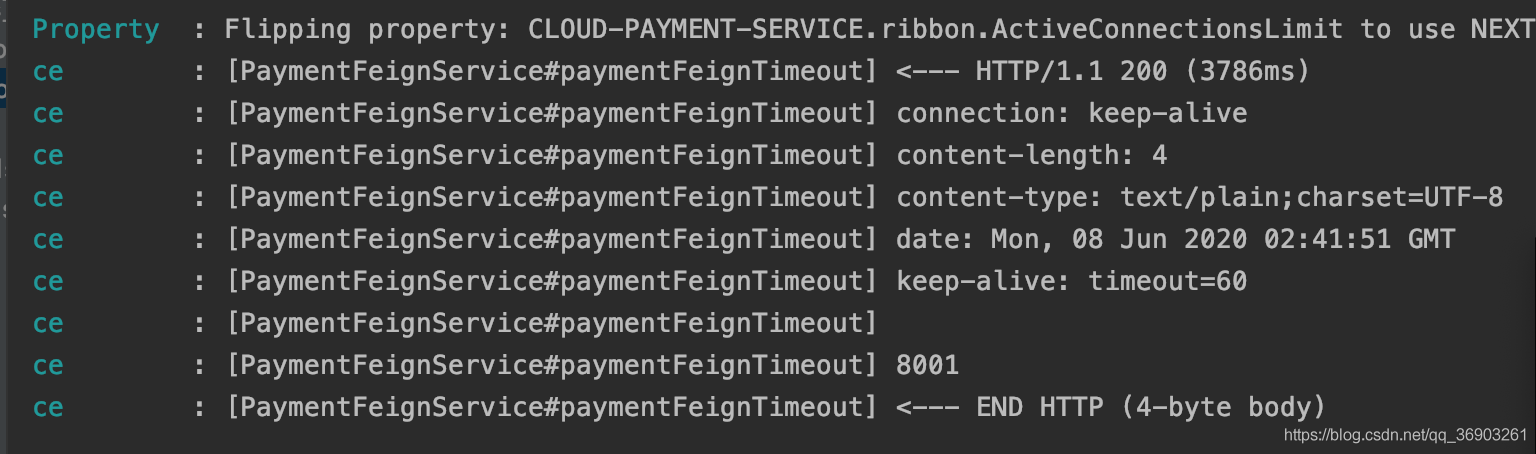 Property : Flipping property: CLOUD-PAYMENT-SERVICE.ribbon.ActiveConnectionsLimit to use NEXT
ce : [PaymentFeignService#paymentFeignTimeout] <--- HTTP/1.1 200 (3786ms)
ce : [PaymentFeignService#paymentFeignTimeout] connection: keep-alive
ce : [PaymentFeignService#paymentFeignTimeout] content-length: 4
ce : [PaymentFeignService#paymentFeignTimeout] content-type: text/plain;charset=UTF-8
ce : [PaymentFeignService#paymentFeignTimeout] date: Mon, 08 Jun 2020 02:41:51 GMT
ce : [PaymentFeignService#paymentFeignTimeout] keep-alive: timeout=60
ce : [PaymentFeignService#paymentFeignTimeout]
ce : [PaymentFeignService#paymentFeignTimeout] 8001
ce : [PaymentFeignService#paymentFeignTimeout] <--- END HTTP (4-byte body)
https://blog.csdn.net/qq_36903261